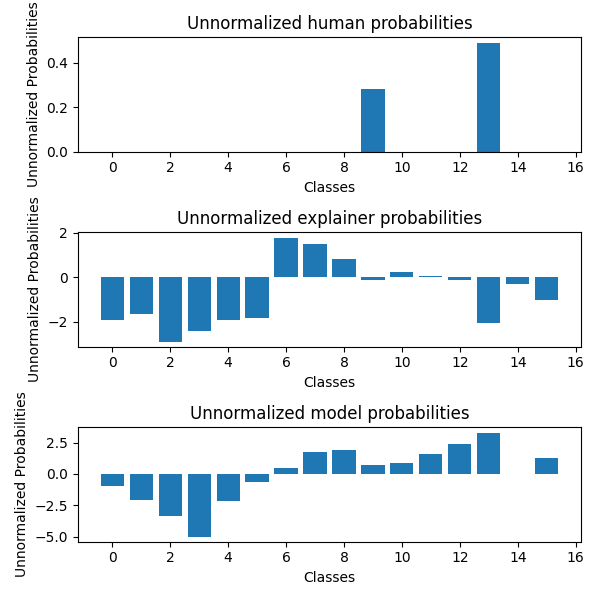 Unnormalized human probabilities
Unnormalized Probabilities
0.4
0.2
0.0
0 2 4 6 8 10 12 14 16
Classes
Unnormalized explainer probabilities
Unnormalized Probabilities
2
0
−2
0 2 4 6 8 10 12 14 16
Classes
Unnormalized model probabilities
Unnormalized Probabilities
2.5
0.0
−2.5
−5.0
0 2 4 6 8 10 12 14 16
Classes